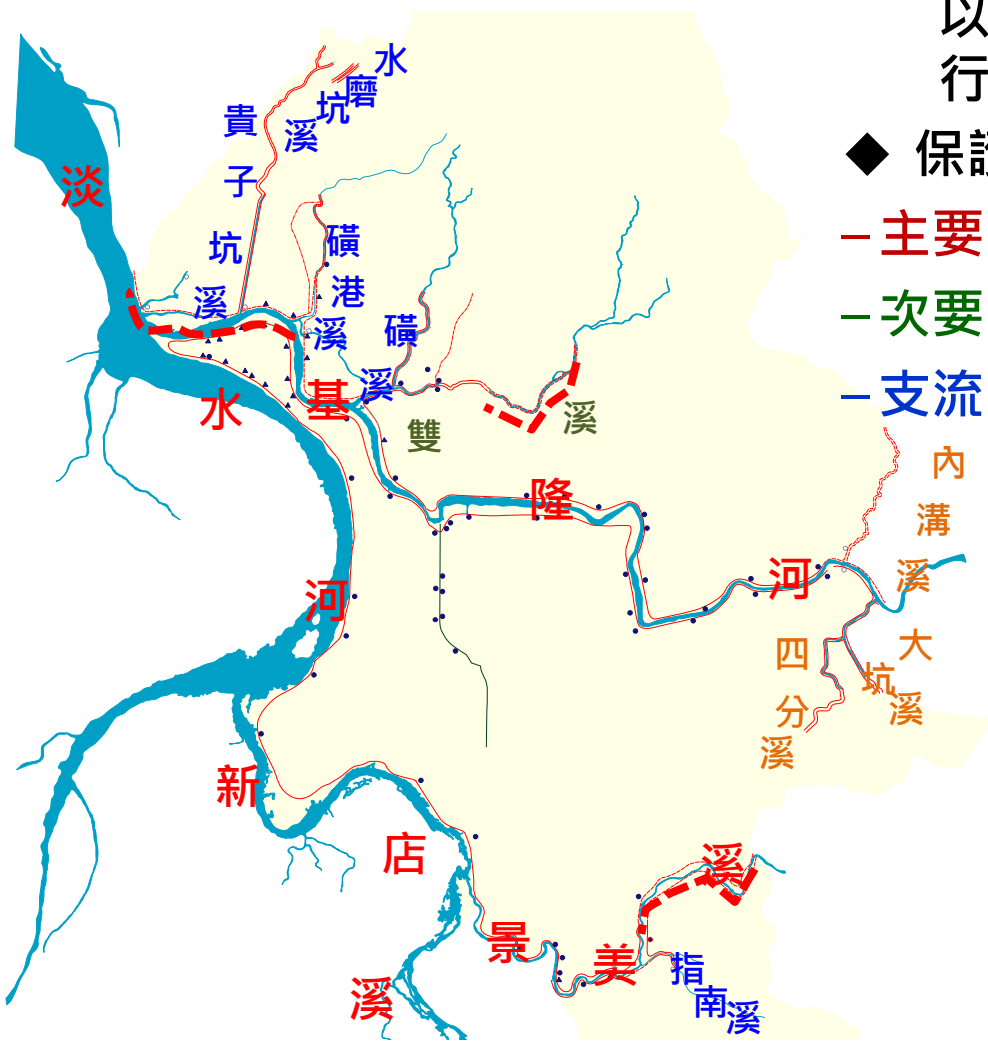 以
行
◆ 保護
–主要
–次要
–支流
淡水河
基隆河
新店溪
景美溪
水磨坑溪
貴子坑溪
磺港溪
磺溪
雙溪
內溝溪
大坑溪
四分溪
指南溪